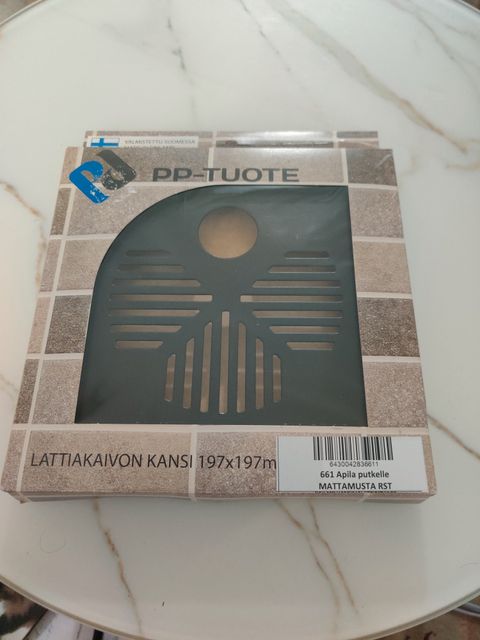 VALMISTETTU SUOMESSA
PP-TUOTE
LATTIAKAIVON KANSI 197x197m
6430042836611
661 Apila putkelle
MATTAMUSTA RST